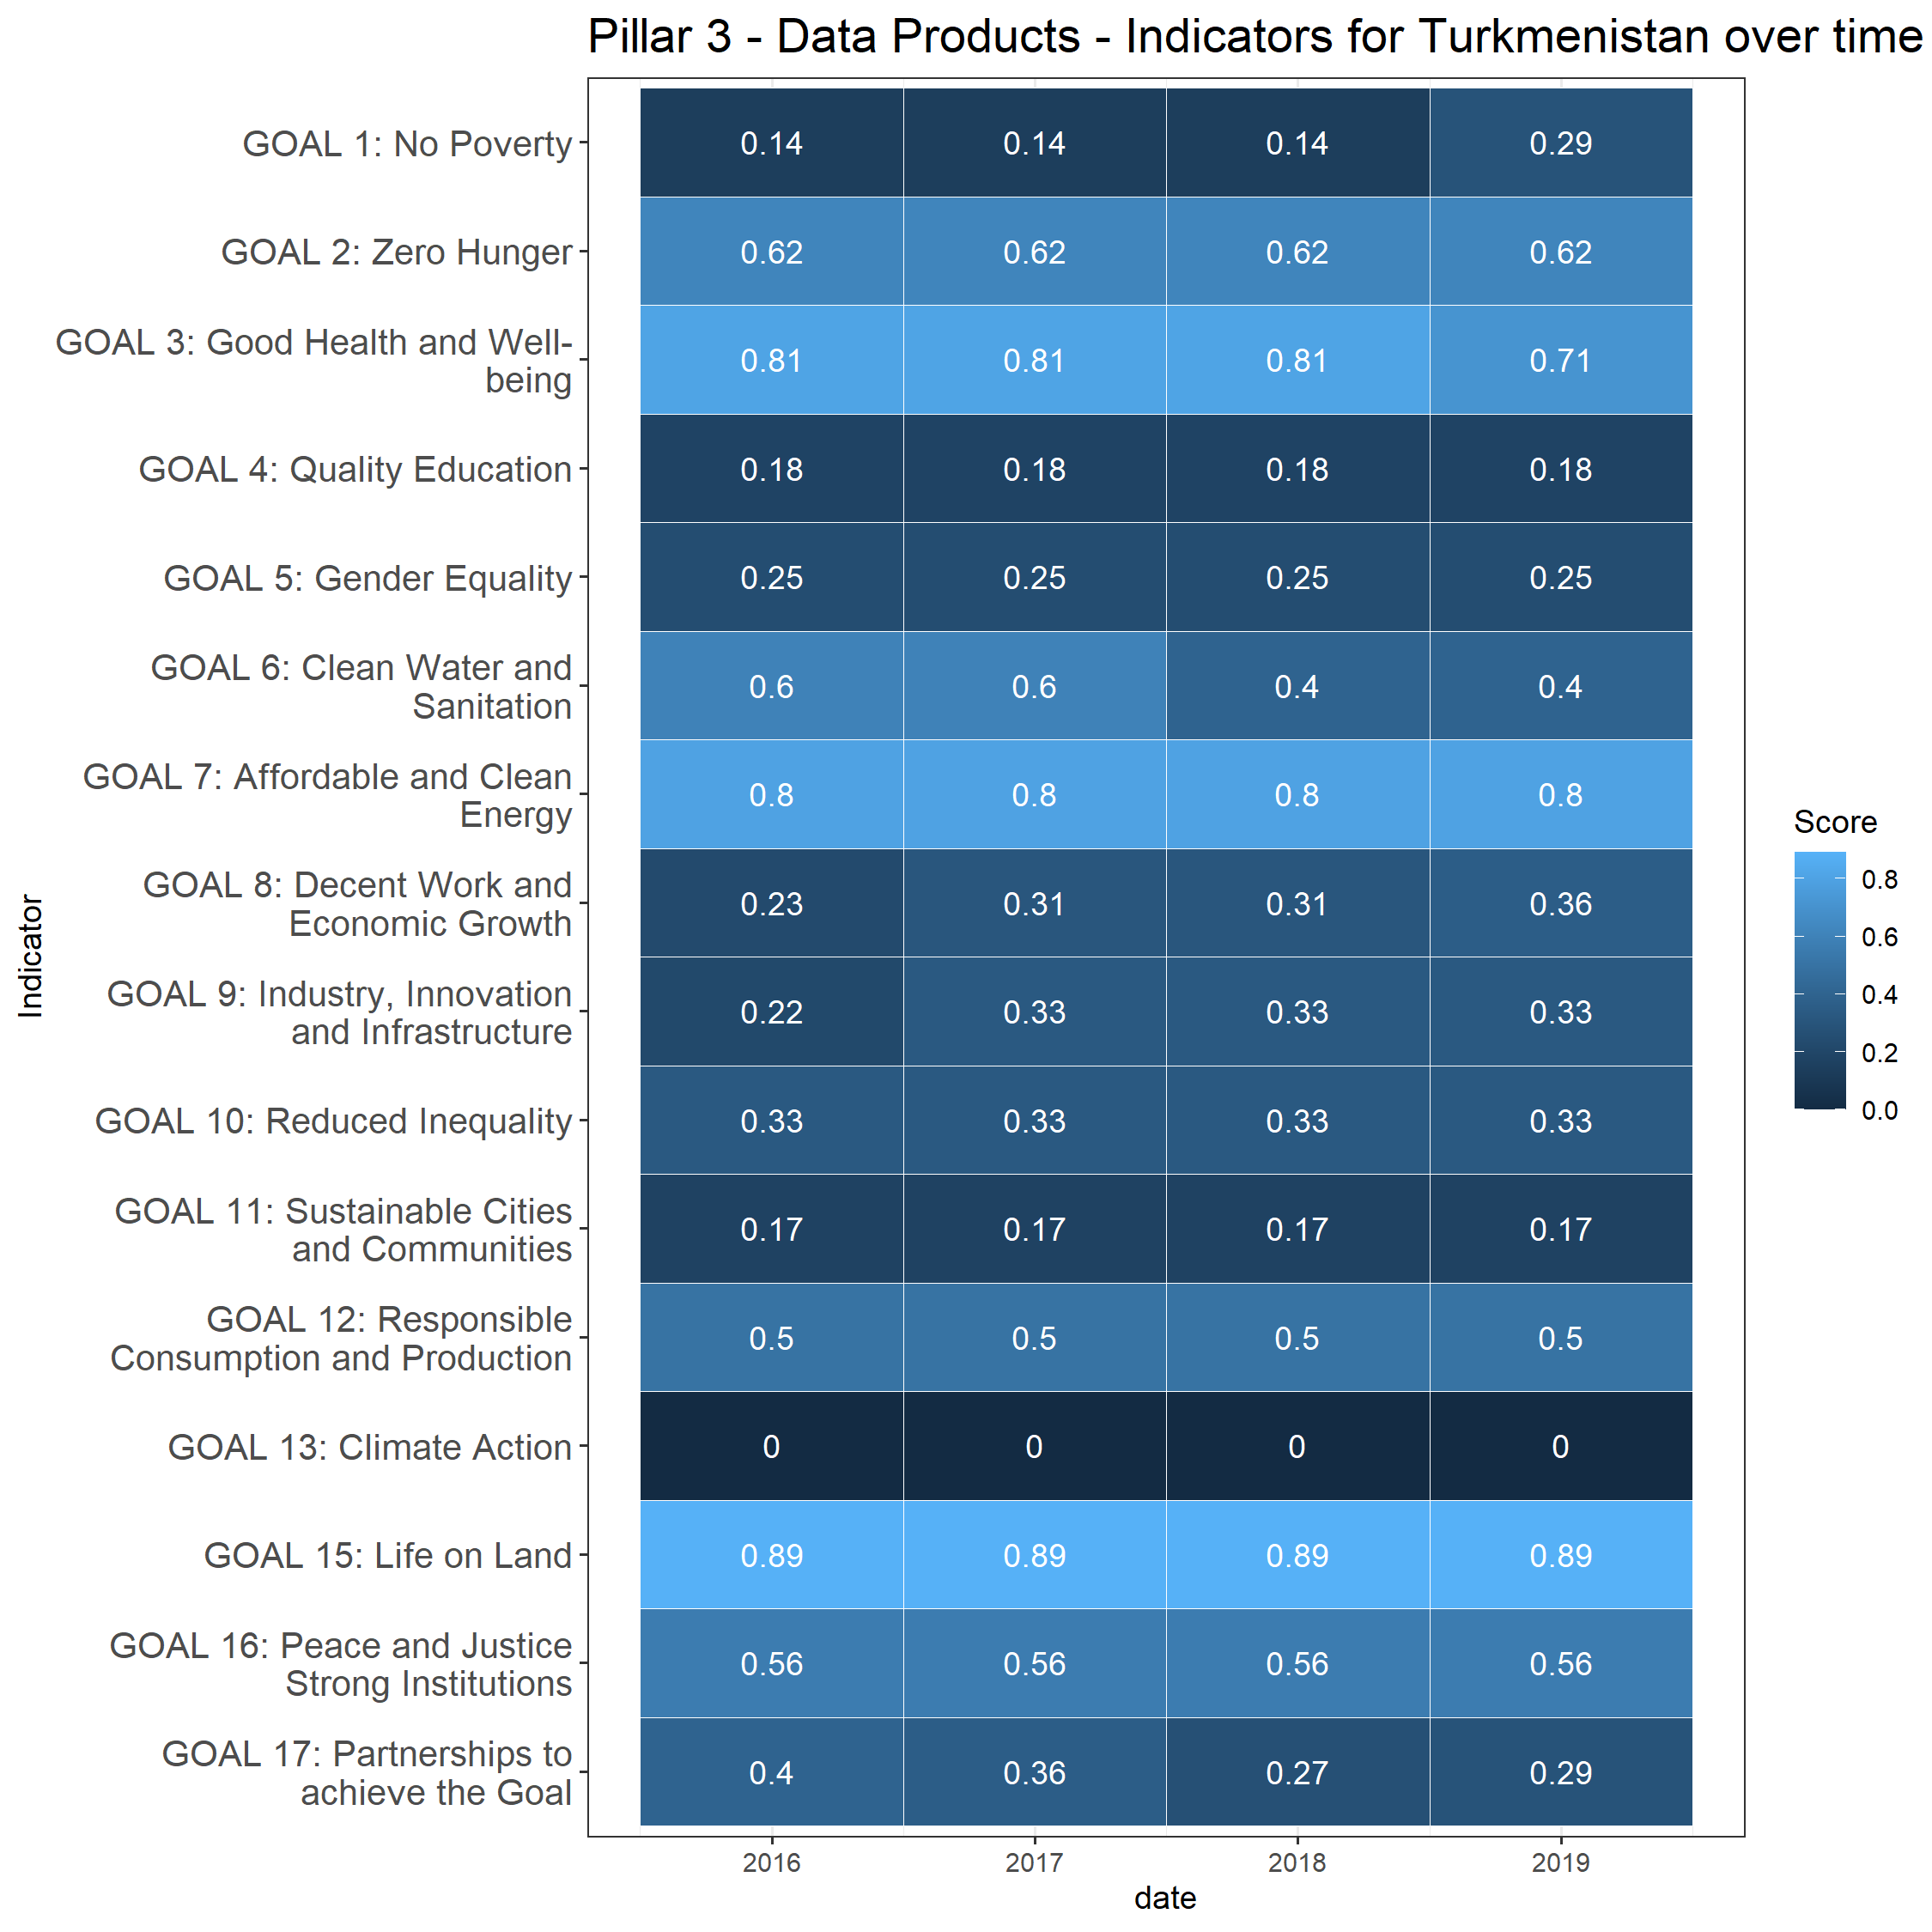 Pillar 3 - Data Products - Indicators for Turkmenistan over time
GOAL 1: No Poverty
0.14 0.14 0.14 0.29
GOAL 2: Zero Hunger
0.62 0.62 0.62 0.62
GOAL 3: Good Health and Well-
being
0.81 0.81 0.81 0.71
GOAL 4: Quality Education
0.18 0.18 0.18 0.18
GOAL 5: Gender Equality
0.25 0.25 0.25 0.25
GOAL 6: Clean Water and
Sanitation
0.6 0.6 0.4 0.4
GOAL 7: Affordable and Clean
Energy
0.8 0.8 0.8 0.8
GOAL 8: Decent Work and
Economic Growth
0.23 0.31 0.31 0.36
GOAL 9: Industry, Innovation
and Infrastructure
0.22 0.33 0.33 0.33
GOAL 10: Reduced Inequality
0.33 0.33 0.33 0.33
GOAL 11: Sustainable Cities
and Communities
0.17 0.17 0.17 0.17
GOAL 12: Responsible
Consumption and Production
0.5 0.5 0.5 0.5
GOAL 13: Climate Action
0 0 0 0
GOAL 15: Life on Land
0.89 0.89 0.89 0.89
GOAL 16: Peace and Justice
Strong Institutions
0.56 0.56 0.56 0.56
GOAL 17: Partnerships to
achieve the Goal
0.4 0.36 0.27 0.29
2016 2017 2018 2019
date
Indicator
Score
0.8
0.6
0.4
0.2
0.0